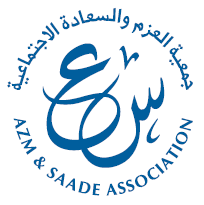 جمعية العزم والسعادة الاجتماعية
ع س
AZM & SAADE ASSOCIATION